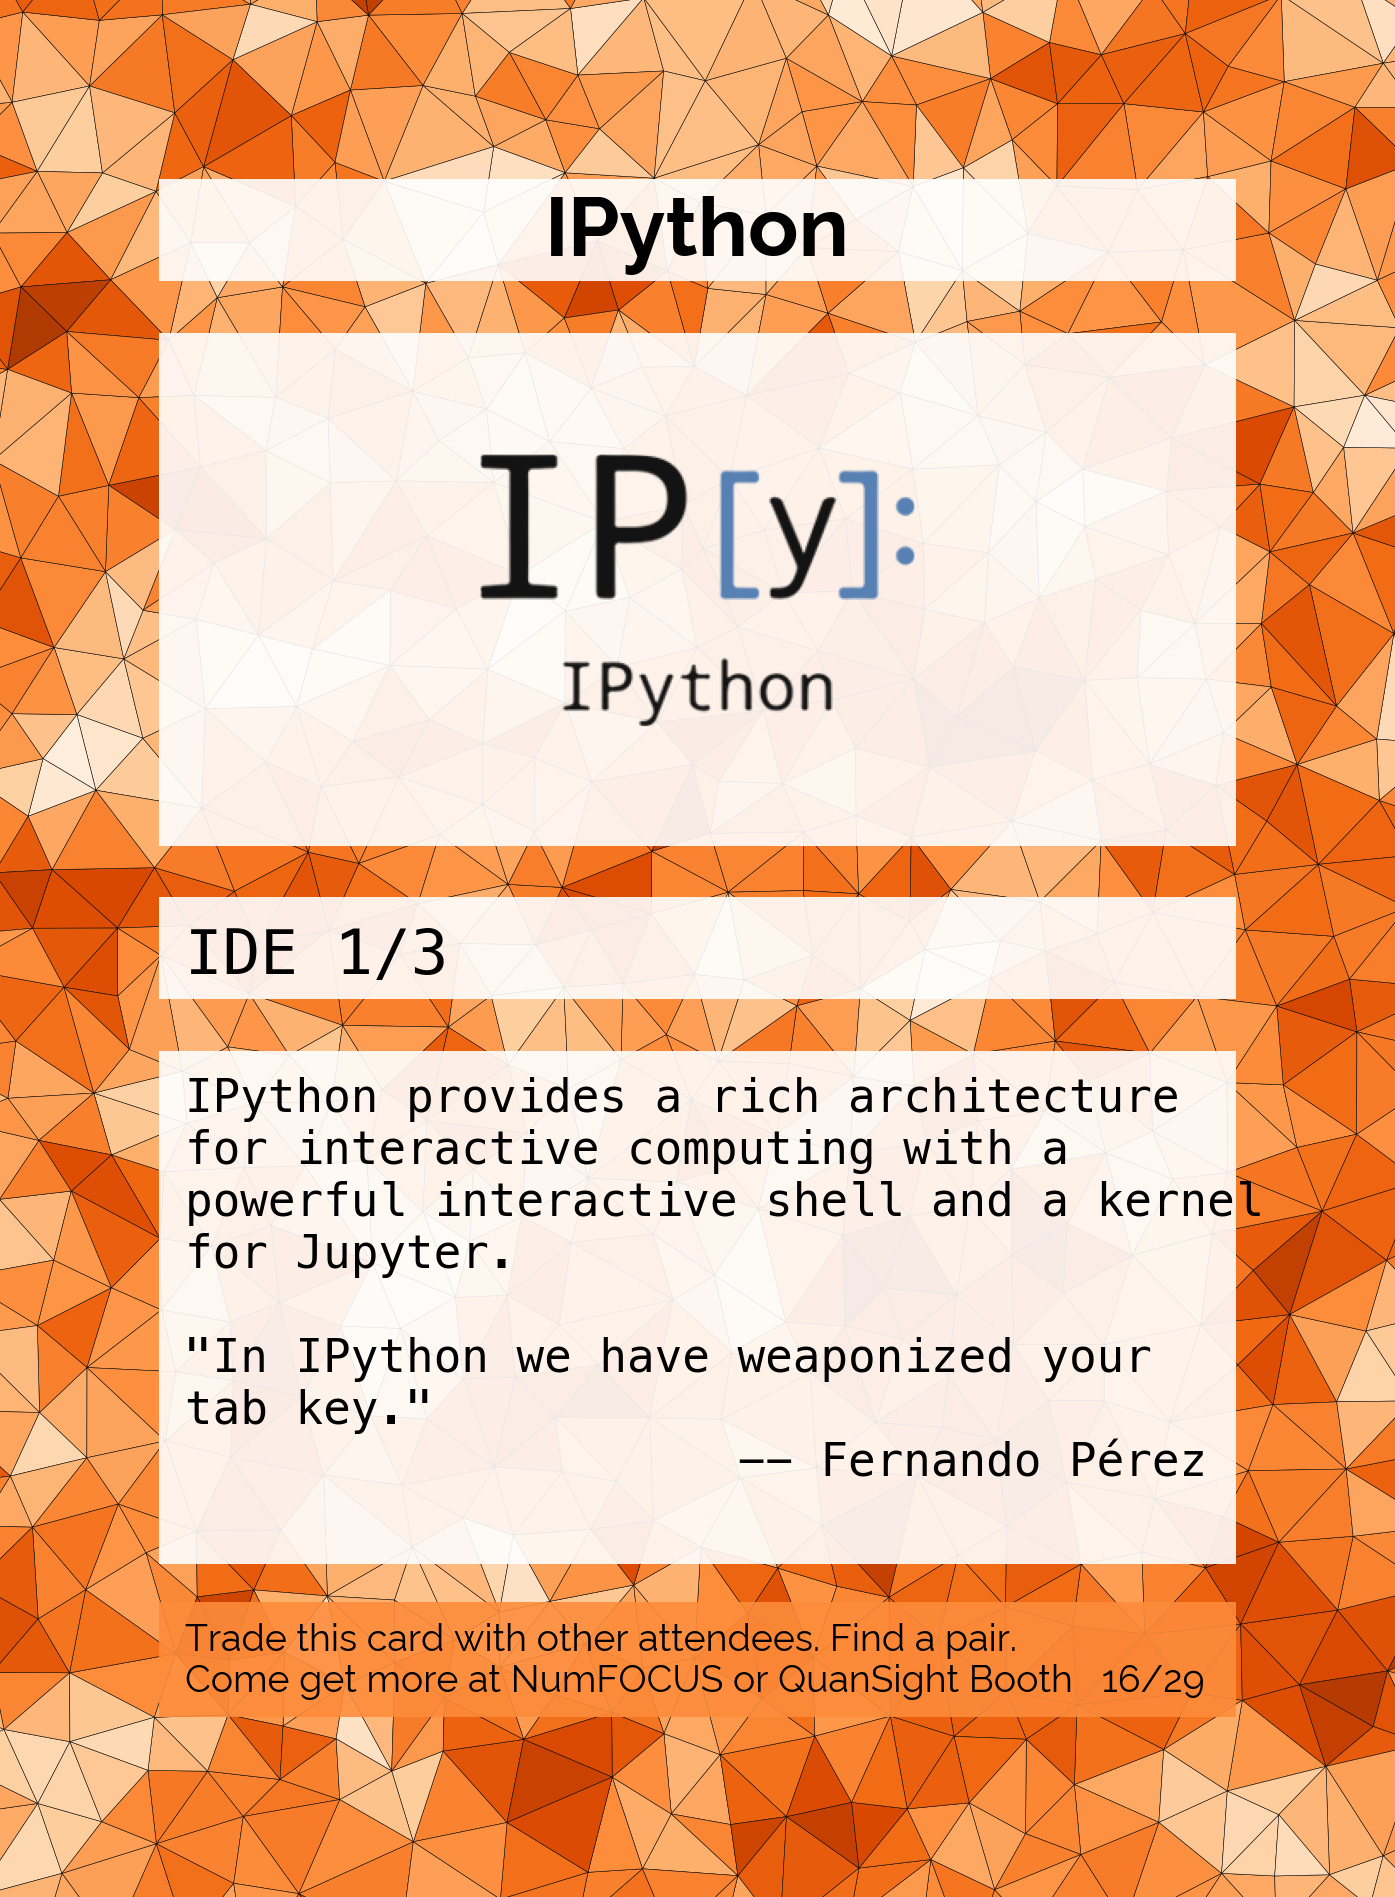 IPython
IP[y]:
IPython
IDE 1/3
IPython provides a rich architecture
for interactive computing with a
powerful interactive shell and a kernel
for Jupyter.
"In IPython we have weaponized your
tab key."
-- Fernando Pérez
Trade this card with other attendees. Find a pair.
Come get more at NumFOCUS or QuanSight Booth 16/29